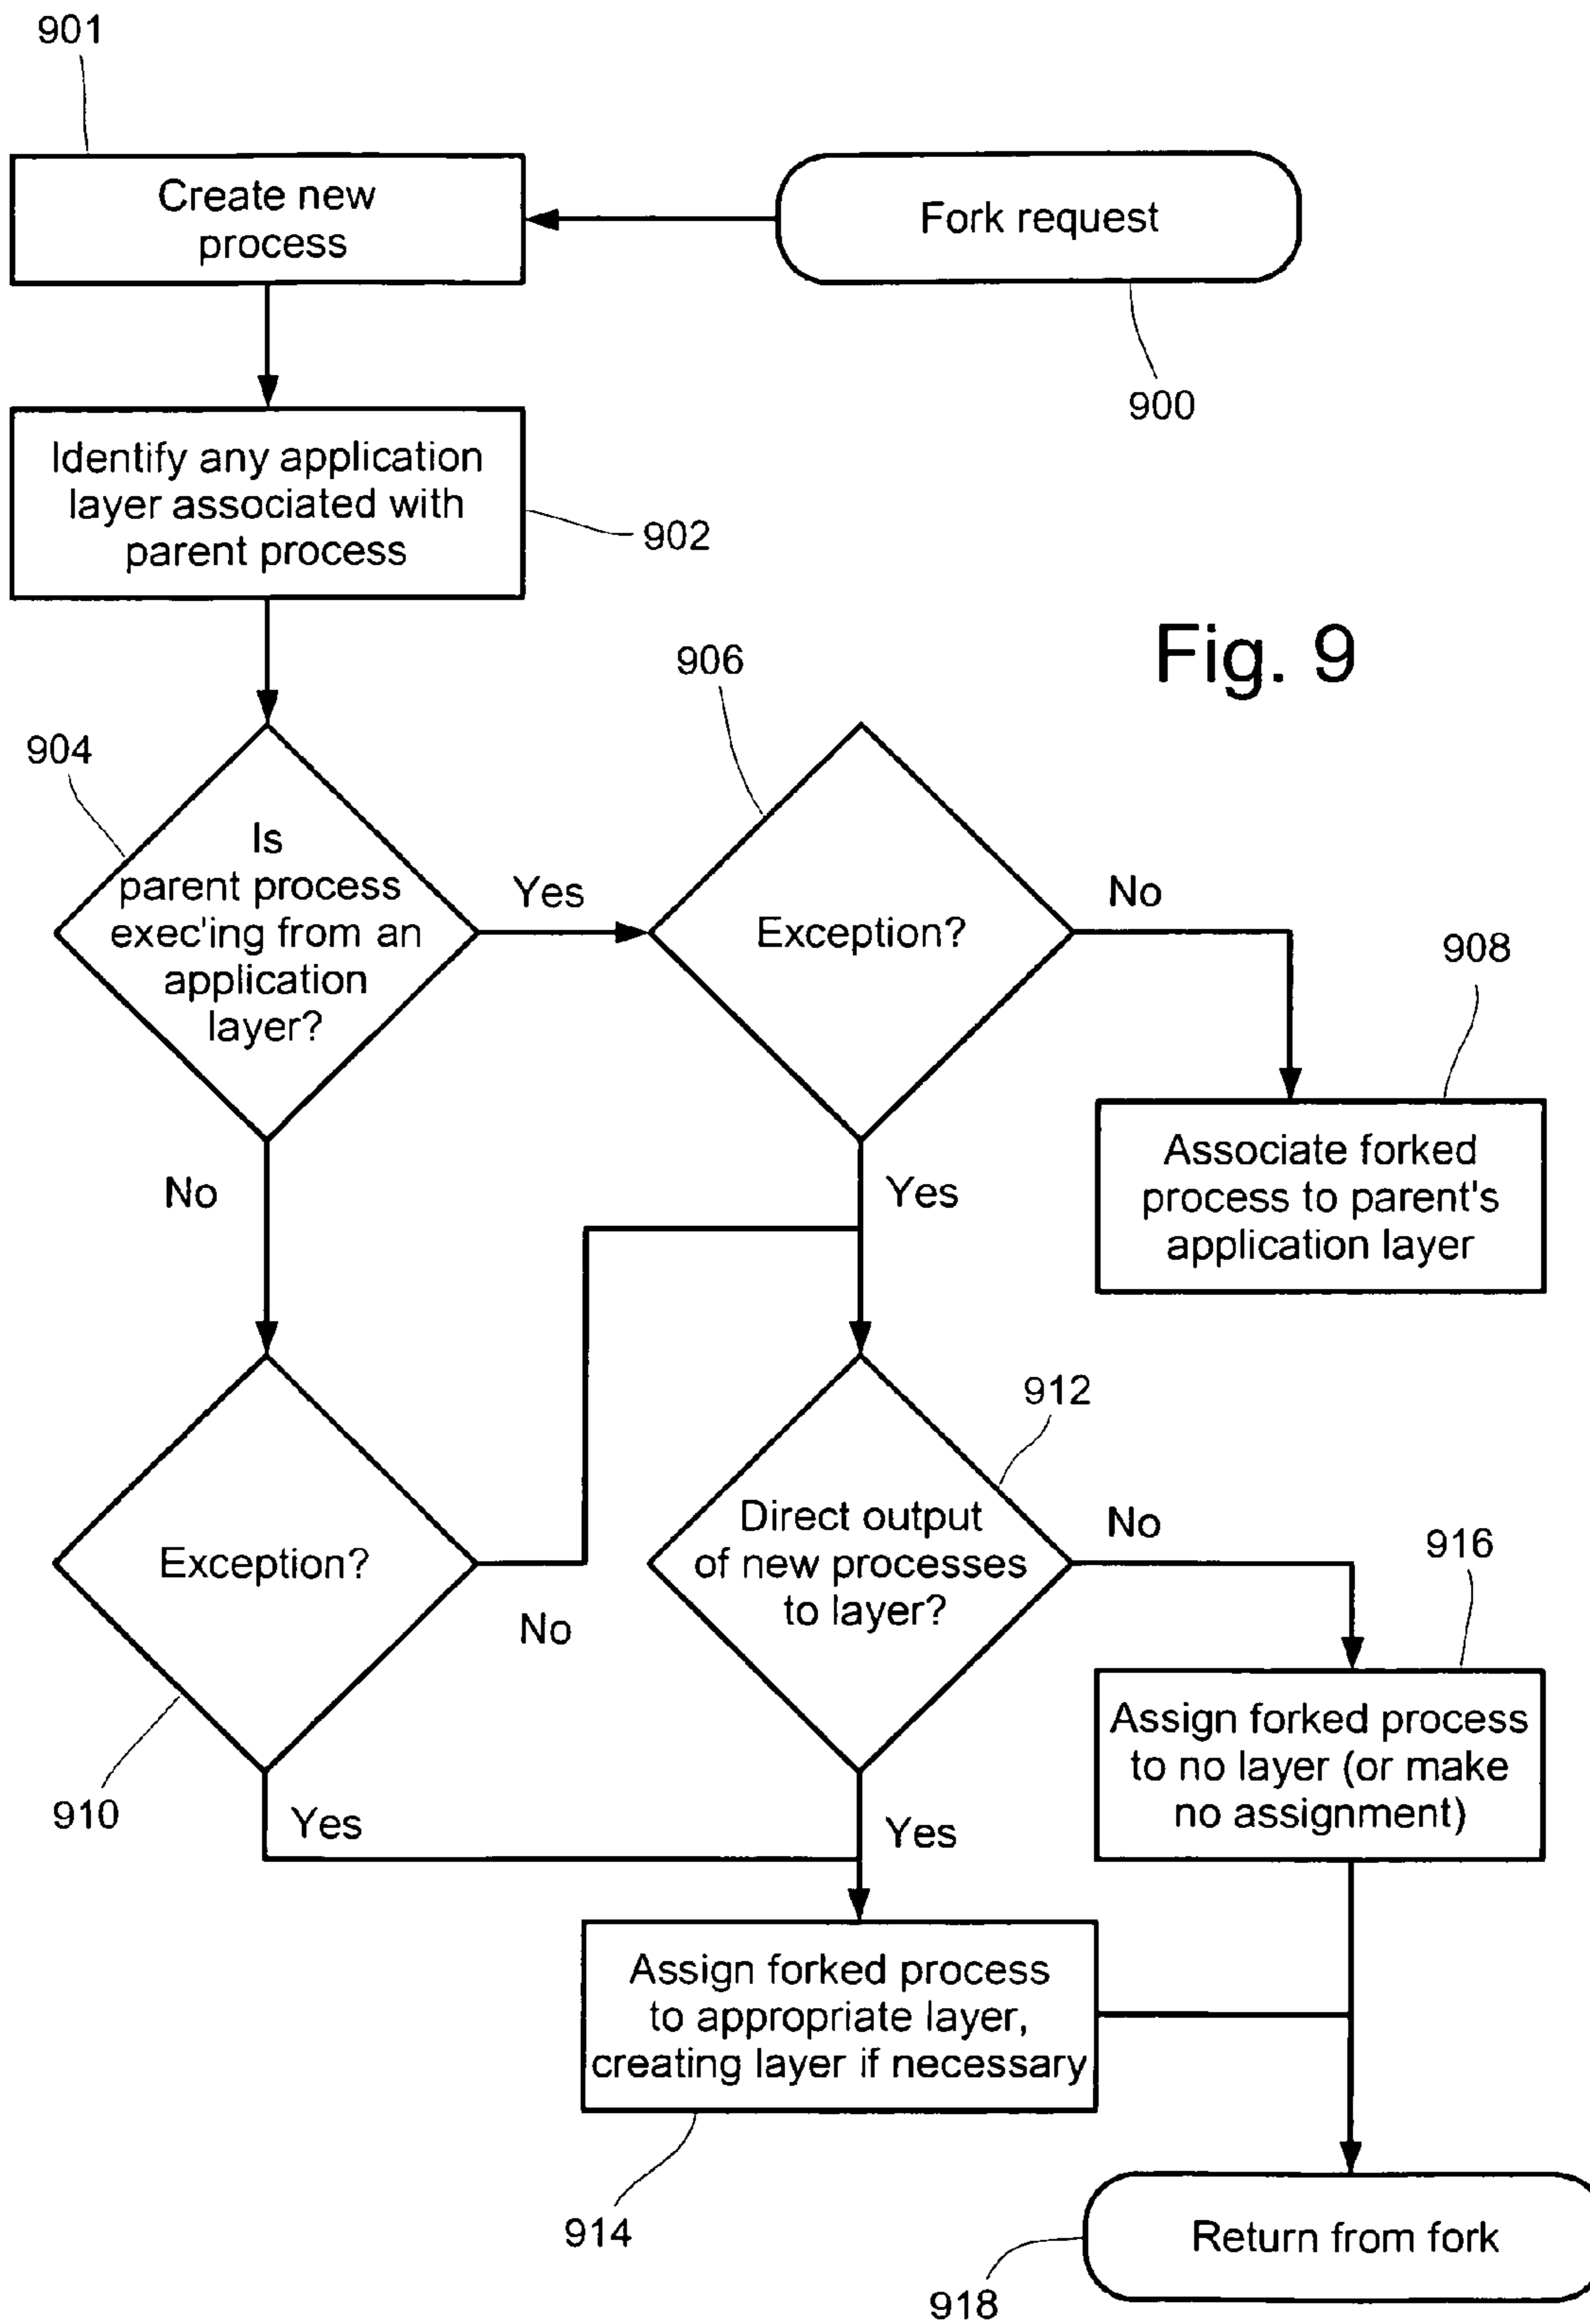 901
Create new
process
Fork request
900
Identify any application
layer associated with
parent process
902
Fig. 9
906
904
Is
parent process
exec'ing from an
application
layer?
Yes
Exception?
No
908
Associate forked
process to parent's
application layer
No
Yes
912
Exception?
No
Direct output
of new processes
to layer?
No
916
Assign forked process
to no layer (or make
no assignment)
910
Yes
Yes
Assign forked process
to appropriate layer,
creating layer if necessary
914
Return from fork
918